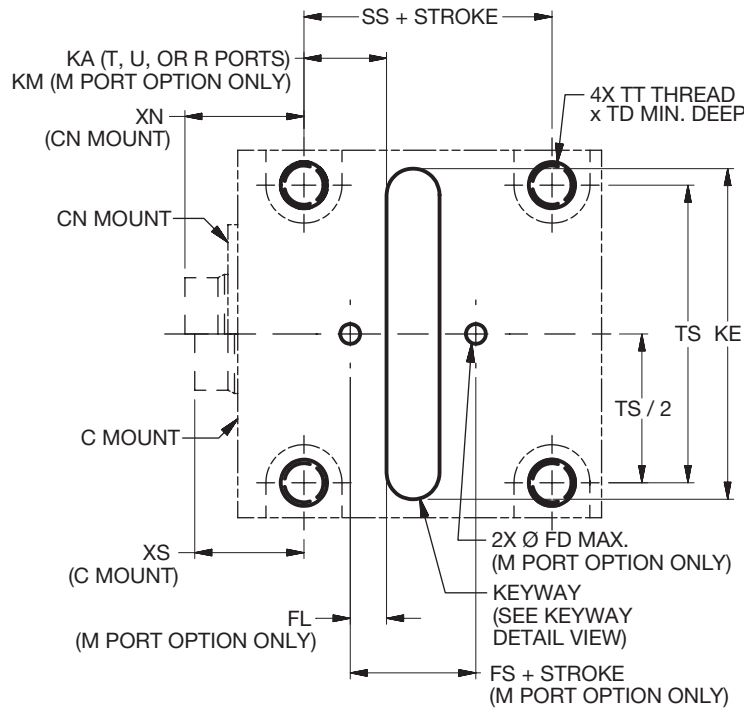 SS + STROKE
KA (T, U, OR R PORTS)
KM (M PORT OPTION ONLY)
XN
(CN MOUNT)
4X TT THREAD
x TD MIN. DEEP
CN MOUNT
TS
KE
TS / 2
C MOUNT
XS
(C MOUNT)
2X Ø FD MAX.
(M PORT OPTION ONLY)
KEYWAY
(SEE KEYWAY
DETAIL VIEW)
FL
(M PORT OPTION ONLY)
FS + STROKE
(M PORT OPTION ONLY)